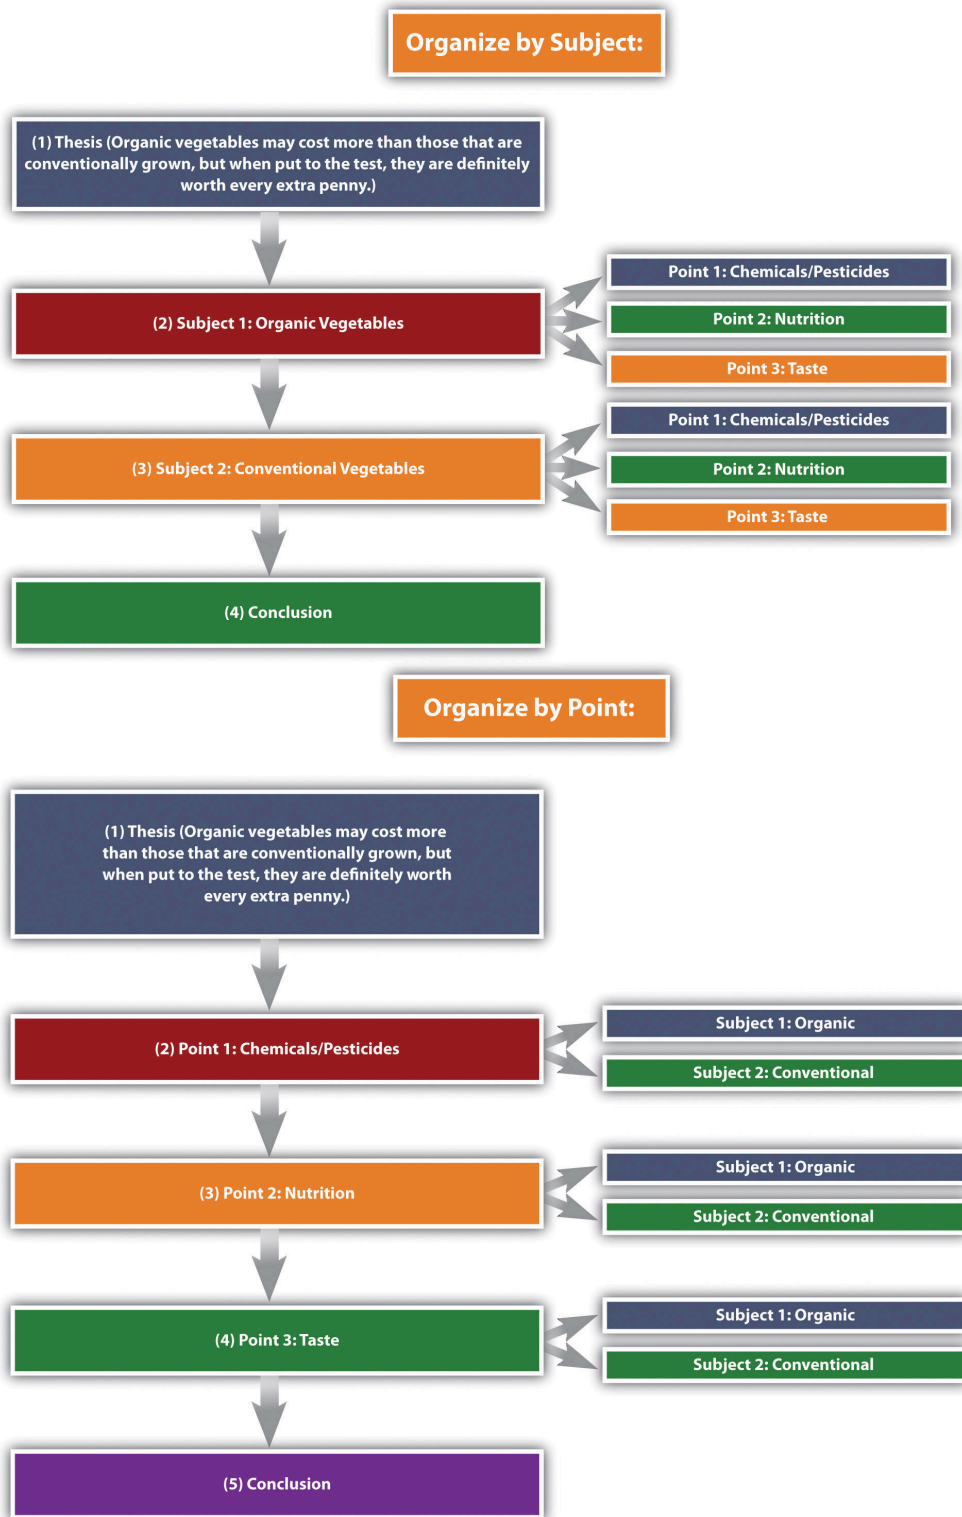 Organize by Subject:
(1) Thesis (Organic vegetables may cost more than those that are
conventionally grown, but when put to the test, they are definitely
worth every extra penny.)
(2) Subject 1: Organic Vegetables
Point 1: Chemicals/Pesticides
Point 2: Nutrition
Point 3: Taste
(3) Subject 2: Conventional Vegetables
Point 1: Chemicals/Pesticides
Point 2: Nutrition
Point 3: Taste
(4) Conclusion
Organize by Point:
(1) Thesis (Organic vegetables may cost more
than those that are conventionally grown, but
when put to the test, they are definitely worth
every extra penny.)
(2) Point 1: Chemicals/Pesticides
Subject 1: Organic
Subject 2: Conventional
(3) Point 2: Nutrition
Subject 1: Organic
Subject 2: Conventional
(4) Point 3: Taste
Subject 1: Organic
Subject 2: Conventional
(5) Conclusion